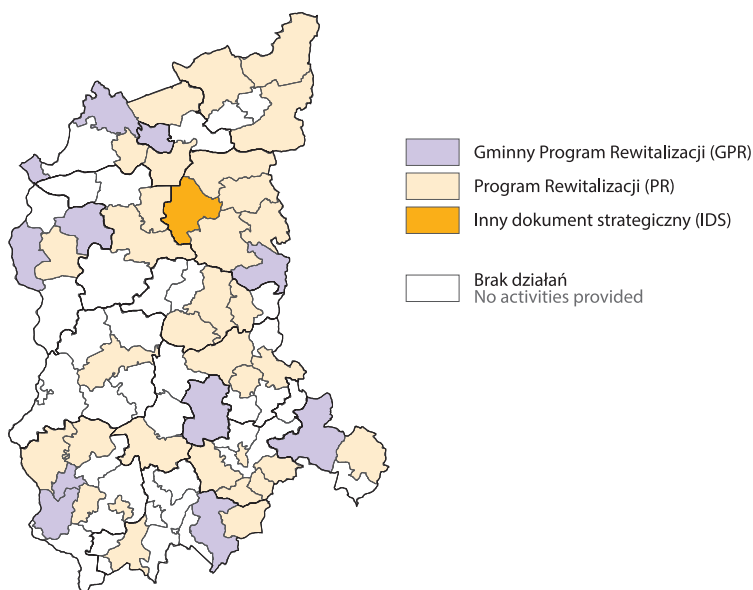 Gminny Program Rewitalizacji (GPR)
Program Rewitalizacji (PR)
Inny dokument strategiczny (IDS)
Brak działań
No activities provided